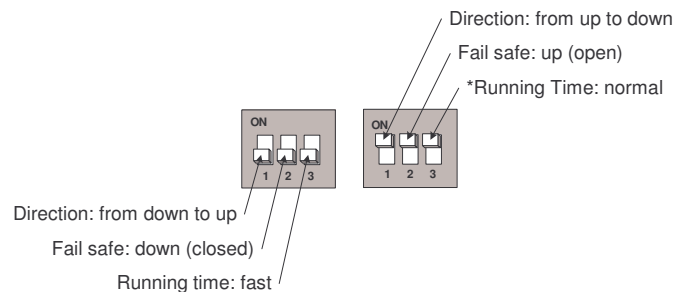 Direction: from up to down
Fail safe: up (open)
*Running Time: normal
ON
1 2 3
ON
1 2 3
Direction: from down to up
Fail safe: down (closed)
Running time: fast